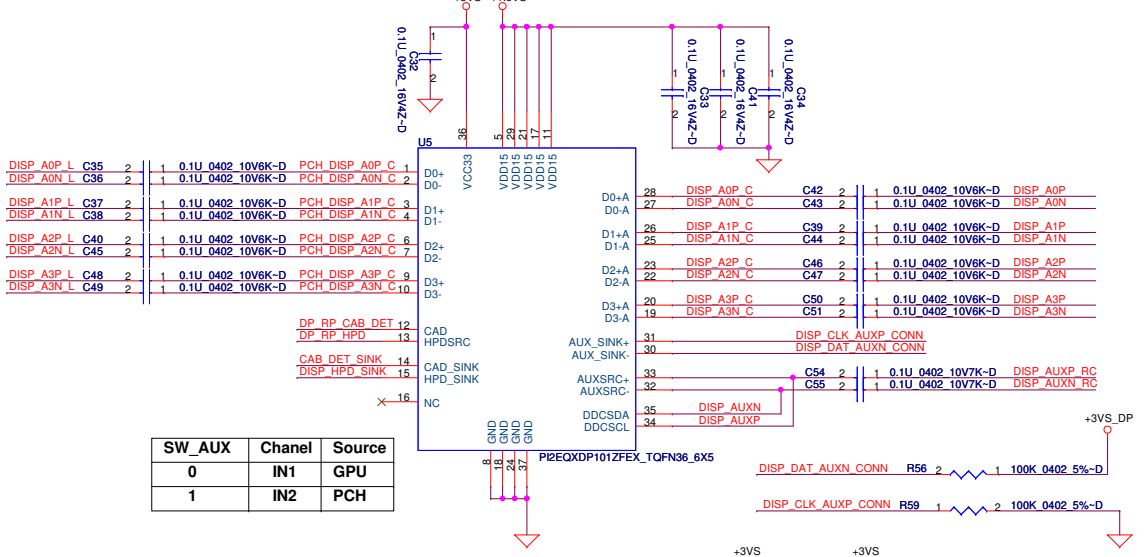 0.1U_0402_16V4Z~D
C32
1
2
0.1U_0402_16V4Z~D
C33
1
2
0.1U_0402_16V4Z~D
C41
1
2
0.1U_0402_16V4Z~D
C34
1
2
U5
36
5
29
21
17
11
VCC33
VDD15
VDD15
VDD15
VDD15
VDD15
DISP_A0P_L C35 2 1 0.1U_0402_10V6K~D PCH_DISP_A0P_C 1 D0+
DISP_A0N_L C36 2 1 0.1U_0402_10V6K~D PCH_DISP_A0N_C 2 D0-
DISP_A1P_L C37 2 1 0.1U_0402_10V6K~D PCH_DISP_A1P_C 3 D1+
DISP_A1N_L C38 2 1 0.1U_0402_10V6K~D PCH_DISP_A1N_C 4 D1-
DISP_A2P_L C40 2 1 0.1U_0402_10V6K~D PCH_DISP_A2P_C 6 D2+
DISP_A2N_L C45 2 1 0.1U_0402_10V6K~D PCH_DISP_A2N_C 7 D2-
DISP_A3P_L C48 2 1 0.1U_0402_10V6K~D PCH_DISP_A3P_C 9 D3+
DISP_A3N_L C49 2 1 0.1U_0402_10V6K~D PCH_DISP_A3N_C 10 D3-
DP_RP_CAB_DET 12 CAD
DP_RP_HPD 13 HPDSRC
CAB_DET_SINK 14 CAD_SINK
DISP_HPD_SINK 15 HPD_SINK
16 NC
D0+A 28 DISP_A0P_C C42 2 1 0.1U_0402_10V6K~D DISP_A0P
D0-A 27 DISP_A0N_C C43 2 1 0.1U_0402_10V6K~D DISP_A0N
D1+A 26 DISP_A1P_C C39 2 1 0.1U_0402_10V6K~D DISP_A1P
D1-A 25 DISP_A1N_C C44 2 1 0.1U_0402_10V6K~D DISP_A1N
D2+A 23 DISP_A2P_C C46 2 1 0.1U_0402_10V6K~D DISP_A2P
D2-A 22 DISP_A2N_C C47 2 1 0.1U_0402_10V6K~D DISP_A2N
D3+A 20 DISP_A3P_C C50 2 1 0.1U_0402_10V6K~D DISP_A3P
D3-A 19 DISP_A3N_C C51 2 1 0.1U_0402_10V6K~D DISP_A3N
AUX_SINK+ 31 DISP_CLK_AUXP_CONN
AUX_SINK- 30 DISP_DAT_AUXN_CONN
AUXSRC+ 33 C54 2 1 0.1U_0402_10V7K~D DISP_AUXP_RC
AUXSRC- 32 C55 2 1 0.1U_0402_10V7K~D DISP_AUXN_RC
DDCSDA 35 DISP_AUXN
DDCSCL 34 DISP_AUXP
GND
GND
GND
GND
8
18
24
37
PI2EQXDP101ZFEX_TQFN36_6X5
SW_AUX Chanel Source
0 IN1 GPU
1 IN2 PCH
+3VS_DP
DISP_DAT_AUXN_CONN R56 2 1 100K_0402_5%~D
DISP_CLK_AUXP_CONN R59 1 2 100K_0402_5%~D
+3VS +3VS